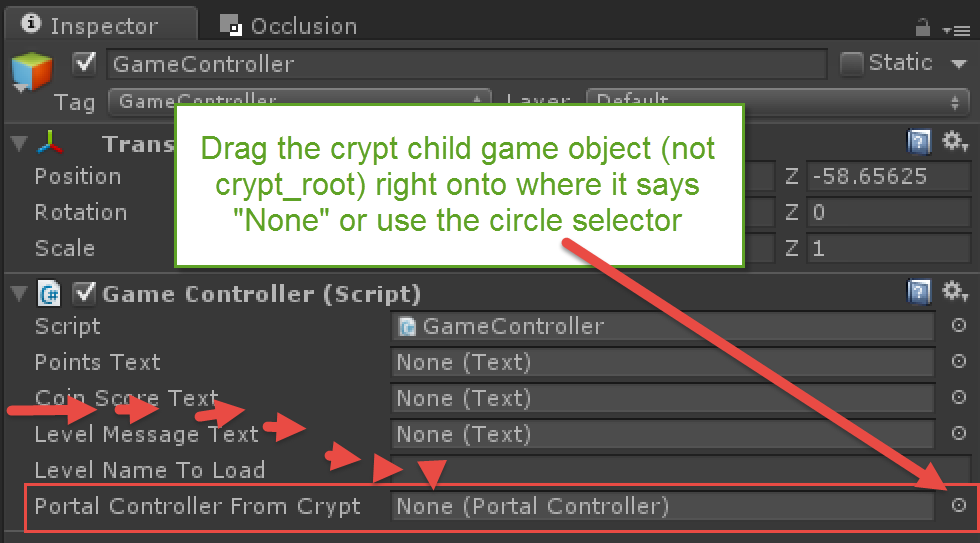 Inspector Occlusion
GameController Static
Tag GameController Layer Default
Drag the crypt child game object (not
crypt_root) right onto where it says
"None" or use the circle selector
Trans
Position Z -58.65625
Rotation Z 0
Scale Z 1
Game Controller (Script)
Script GameController
Points Text None (Text)
Coin Score Text None (Text)
Level Message Text None (Text)
Level Name To Load
Portal Controller From Crypt None (Portal Controller)